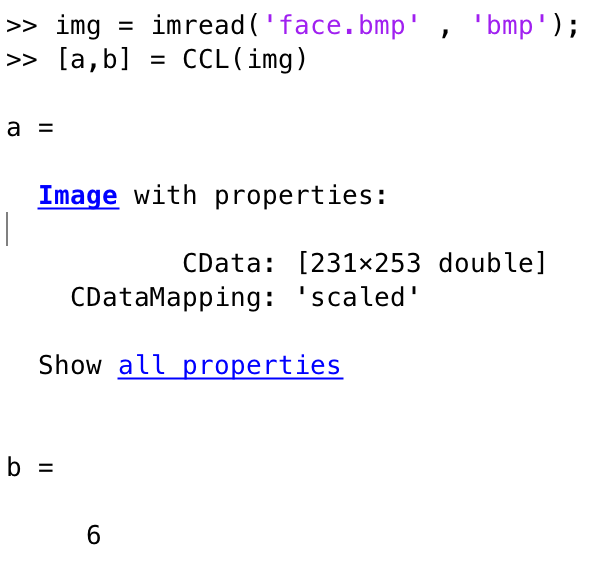 >> img = imread('face.bmp' , 'bmp');
>> [a,b] = CCL(img)
a =
Image with properties:
CData: [231×253 double]
CDataMapping: 'scaled'
Show all properties
b =
6